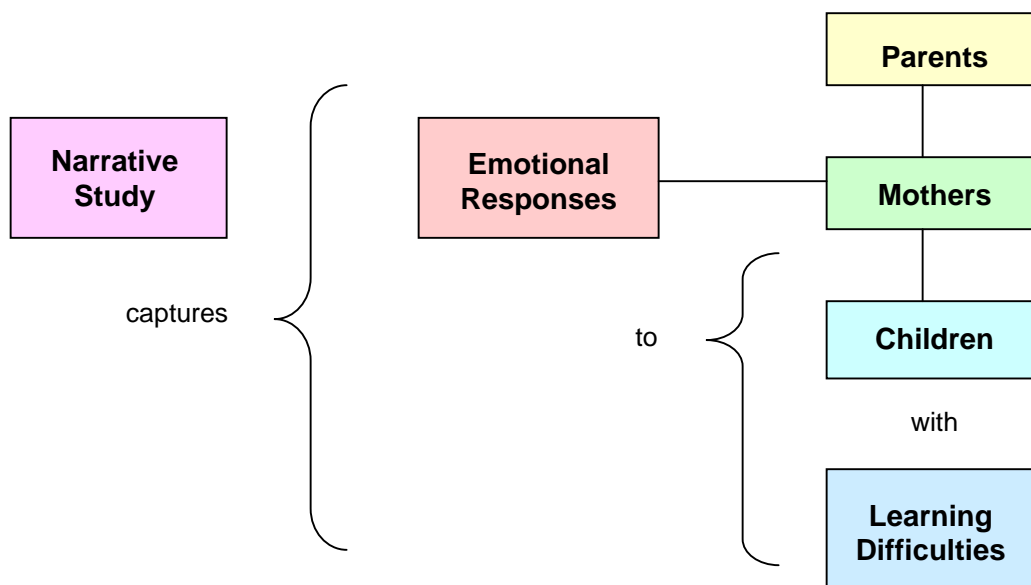 Parents
Narrative
Study
Emotional
Responses
Mothers
captures
to
Children
with
Learning
Difficulties